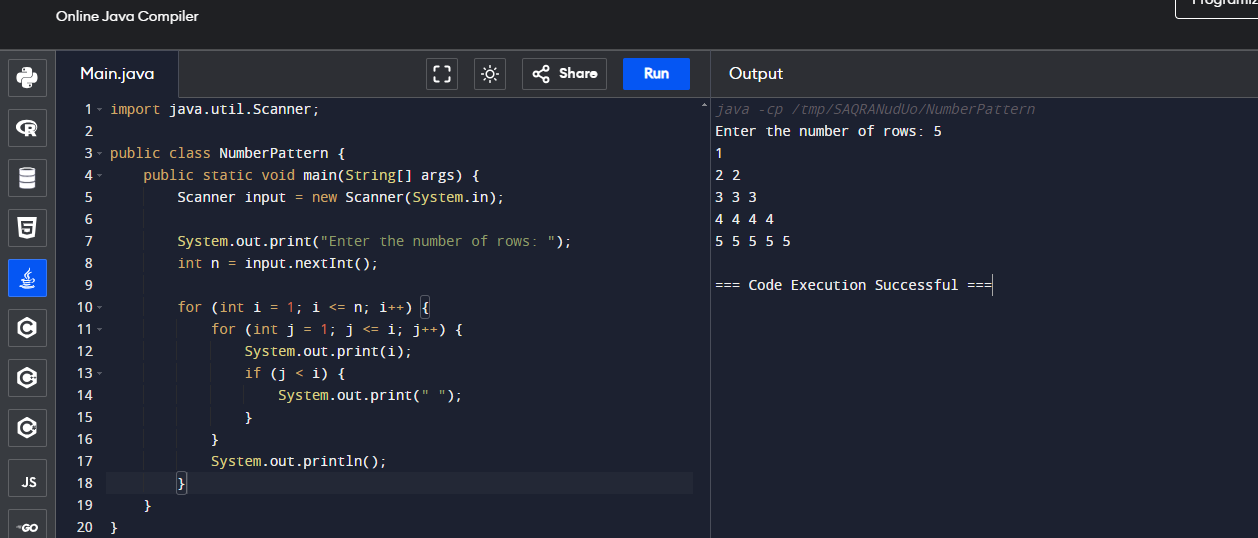 Online Java Compiler
Main.java
Share
Run
Output
1 import java.util.Scanner;
2
3 public class NumberPattern {
4     public static void main(String[] args) {
5         Scanner input = new Scanner(System.in);
6
7         System.out.print("Enter the number of rows: ");
8         int n = input.nextInt();
9
10         for (int i = 1; i <= n; i++) {
11             for (int j = 1; j <= i; j++) {
12                 System.out.print(i);
13                 if (j < i) {
14                     System.out.print(" ");
15                 }
16             }
17             System.out.println();
18         }
19     }
20 }
java -cp /tmp/SAQRANudUo/NumberPattern
Enter the number of rows: 5
1
2 2
3 3 3
4 4 4 4
5 5 5 5 5
=== Code Execution Successful ===
JS
GO